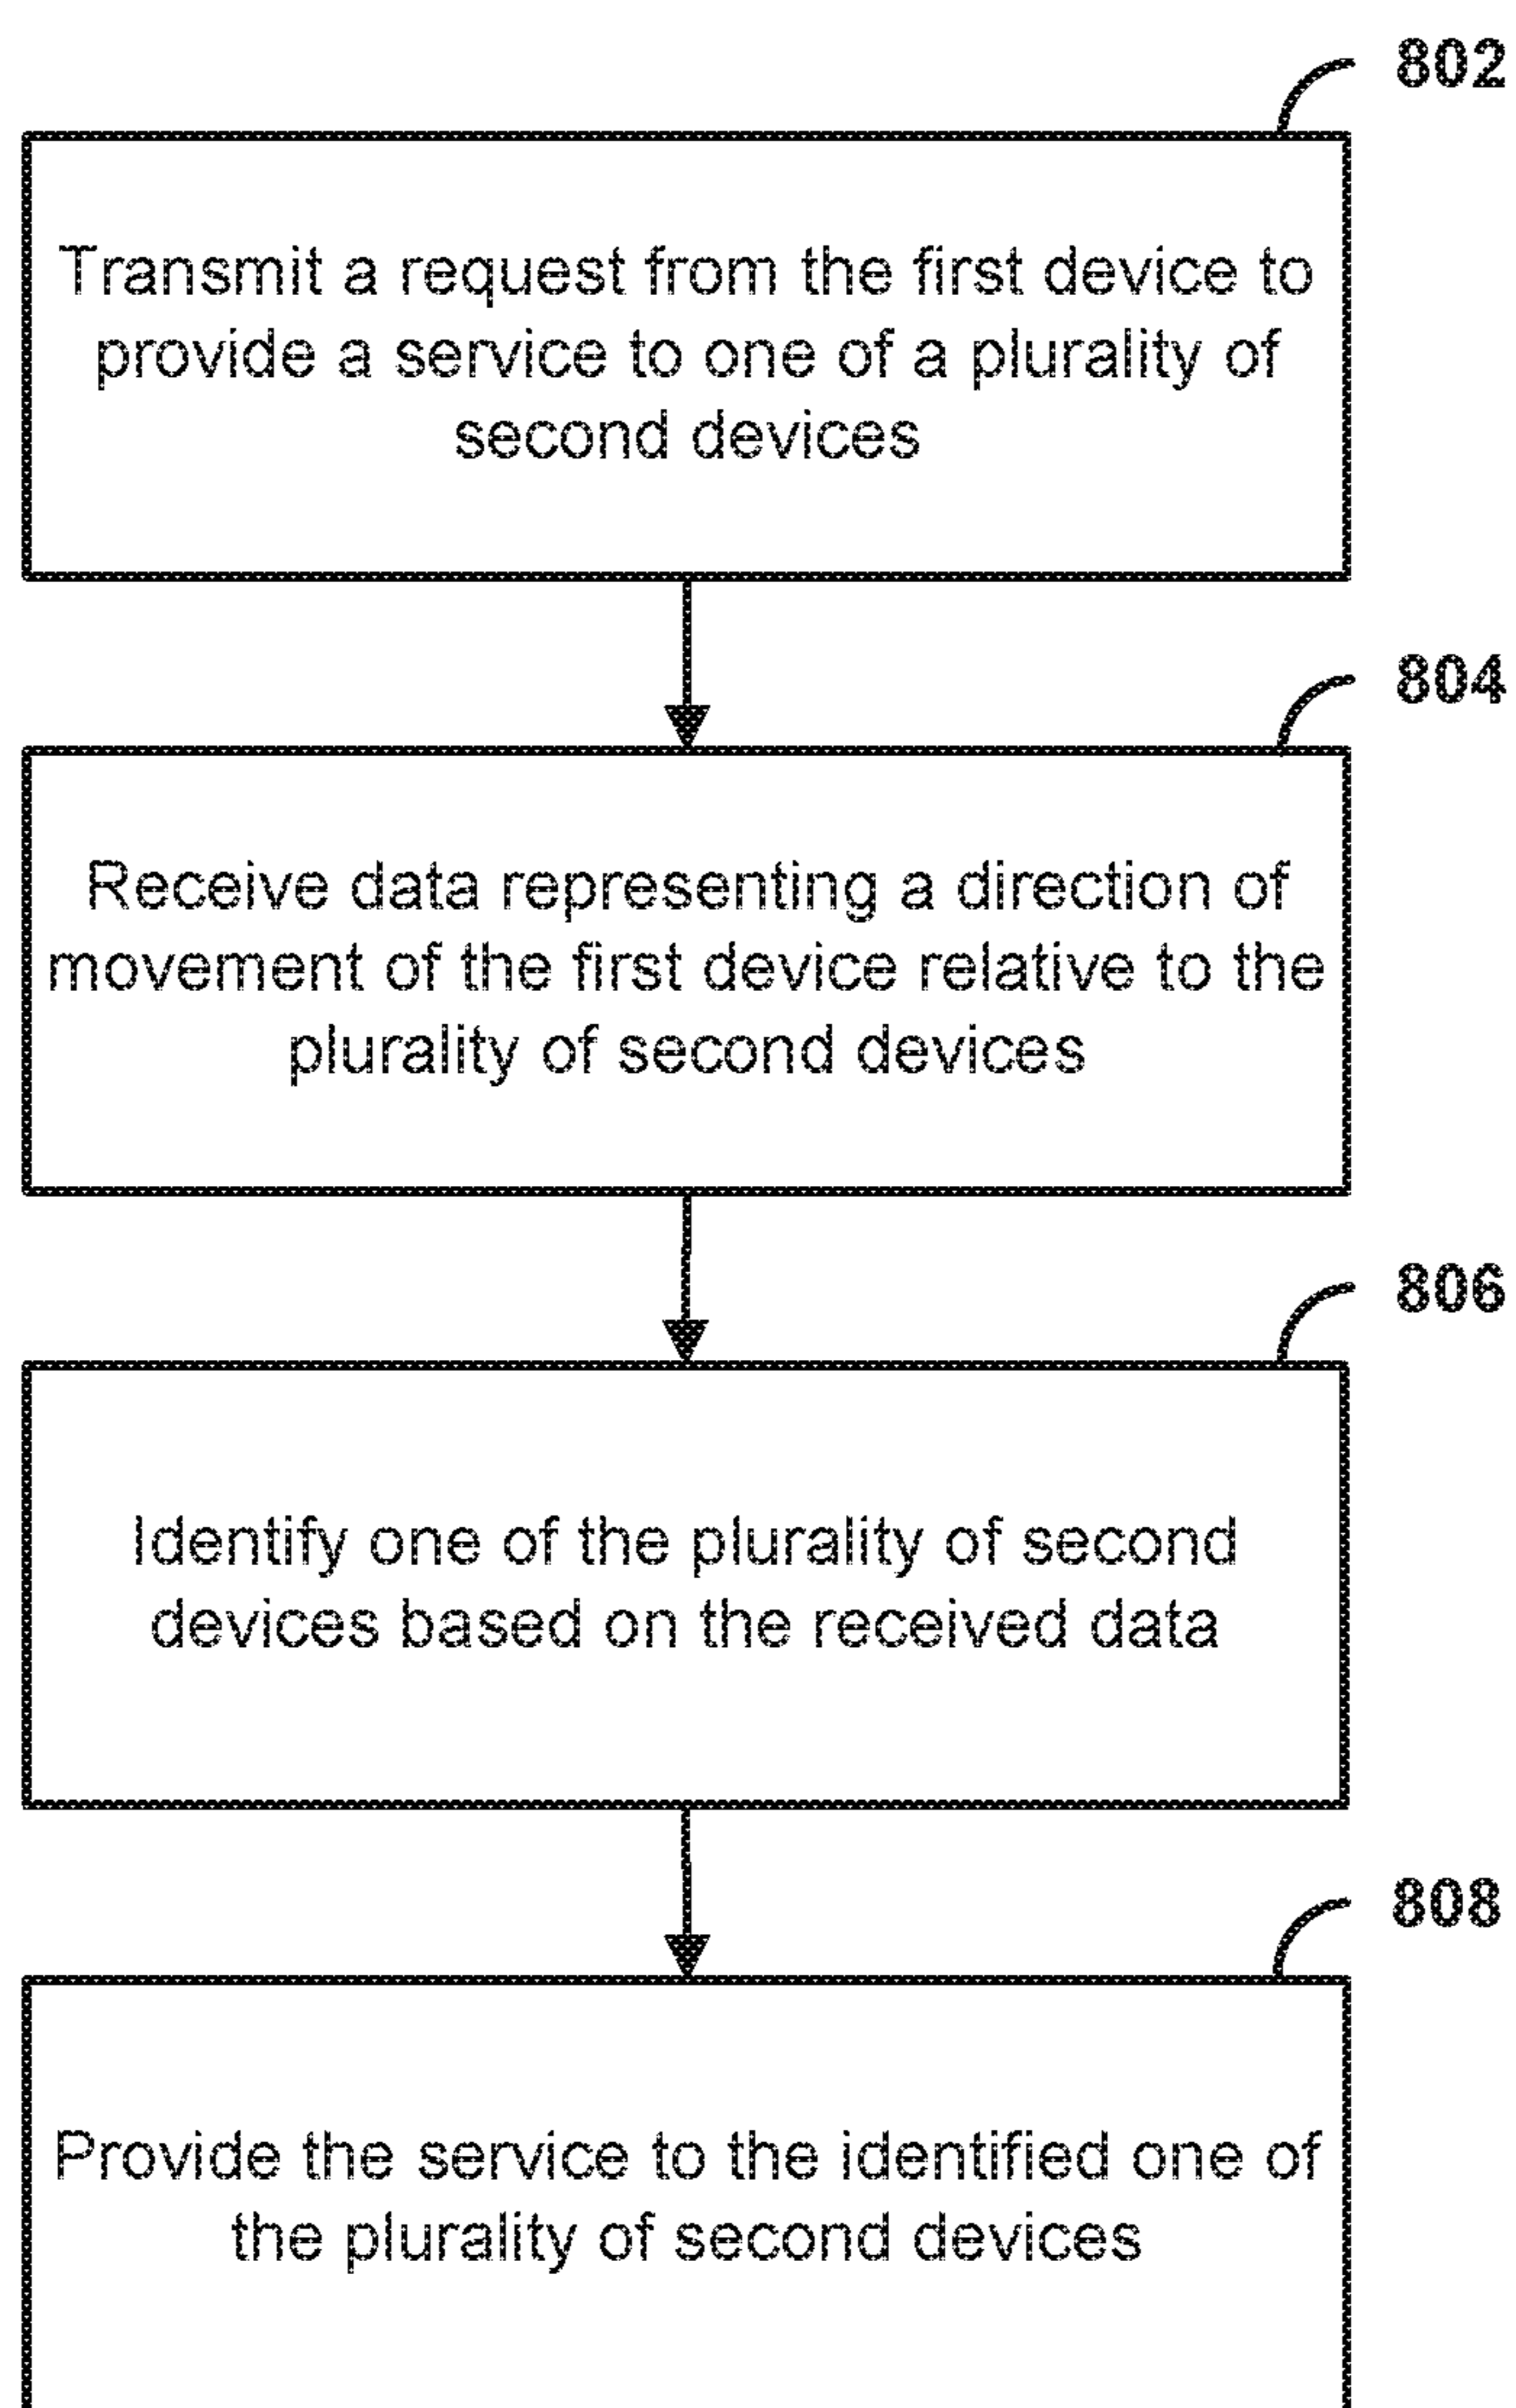 802
Transmit a request from the first device to
provide a service to one of a plurality of
second devices
804
Receive data representing a direction of
movement of the first device relative to the
plurality of second devices
806
Identify one of the plurality of second
devices based on the received data
808
Provide the service to the identified one of
the plurality of second devices